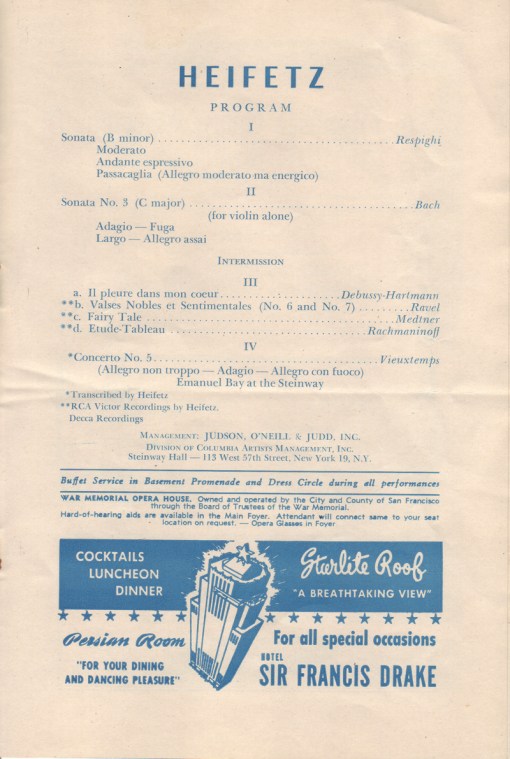 HEIFETZ
PROGRAM
I
Sonata (B minor) ........................................ Respighi
Moderato
Andante espressivo
Passacaglia (Allegro moderato ma energico)
II
Sonata No. 3 (C major) ........................................ Bach
(for violin alone)
Adagio — Fuga
Largo — Allegro assai
INTERMISSION
III
a. Il pleure dans mon coeur .................... Debussy-Hartmann
**b. Valses Nobles et Sentimentales (No. 6 and No. 7) .......... Ravel
**c. Fairy Tale ........................................ Medtner
**d. Etude-Tableau .............................. Rachmaninoff
IV
*Concerto No. 5 ........................................ Vieuxtemps
(Allegro non troppo — Adagio — Allegro con fuoco)
Emanuel Bay at the Steinway
*Transcribed by Heifetz
**RCA Victor Recordings by Heifetz.
Decca Recordings
MANAGEMENT: JUDSON, O'NEILL & JUDD, INC.
DIVISION OF COLUMBIA ARTISTS MANAGEMENT, INC.
Steinway Hall — 113 West 57th Street, New York 19, N.Y.
Buffet Service in Basement Promenade and Dress Circle during all performances
WAR MEMORIAL OPERA HOUSE. Owned and operated by the City and County of San Francisco
through the Board of Trustees of the War Memorial.
Hard-of-hearing aids are available in the Main Foyer. Attendant will connect same to your seat
location on request. — Opera Glasses in Foyer
COCKTAILS
LUNCHEON
DINNER
Starlite Roof
"A BREATHTAKING VIEW"
Persian Room
"FOR YOUR DINING
AND DANCING PLEASURE"
For all special occasions
HOTEL
SIR FRANCIS DRAKE